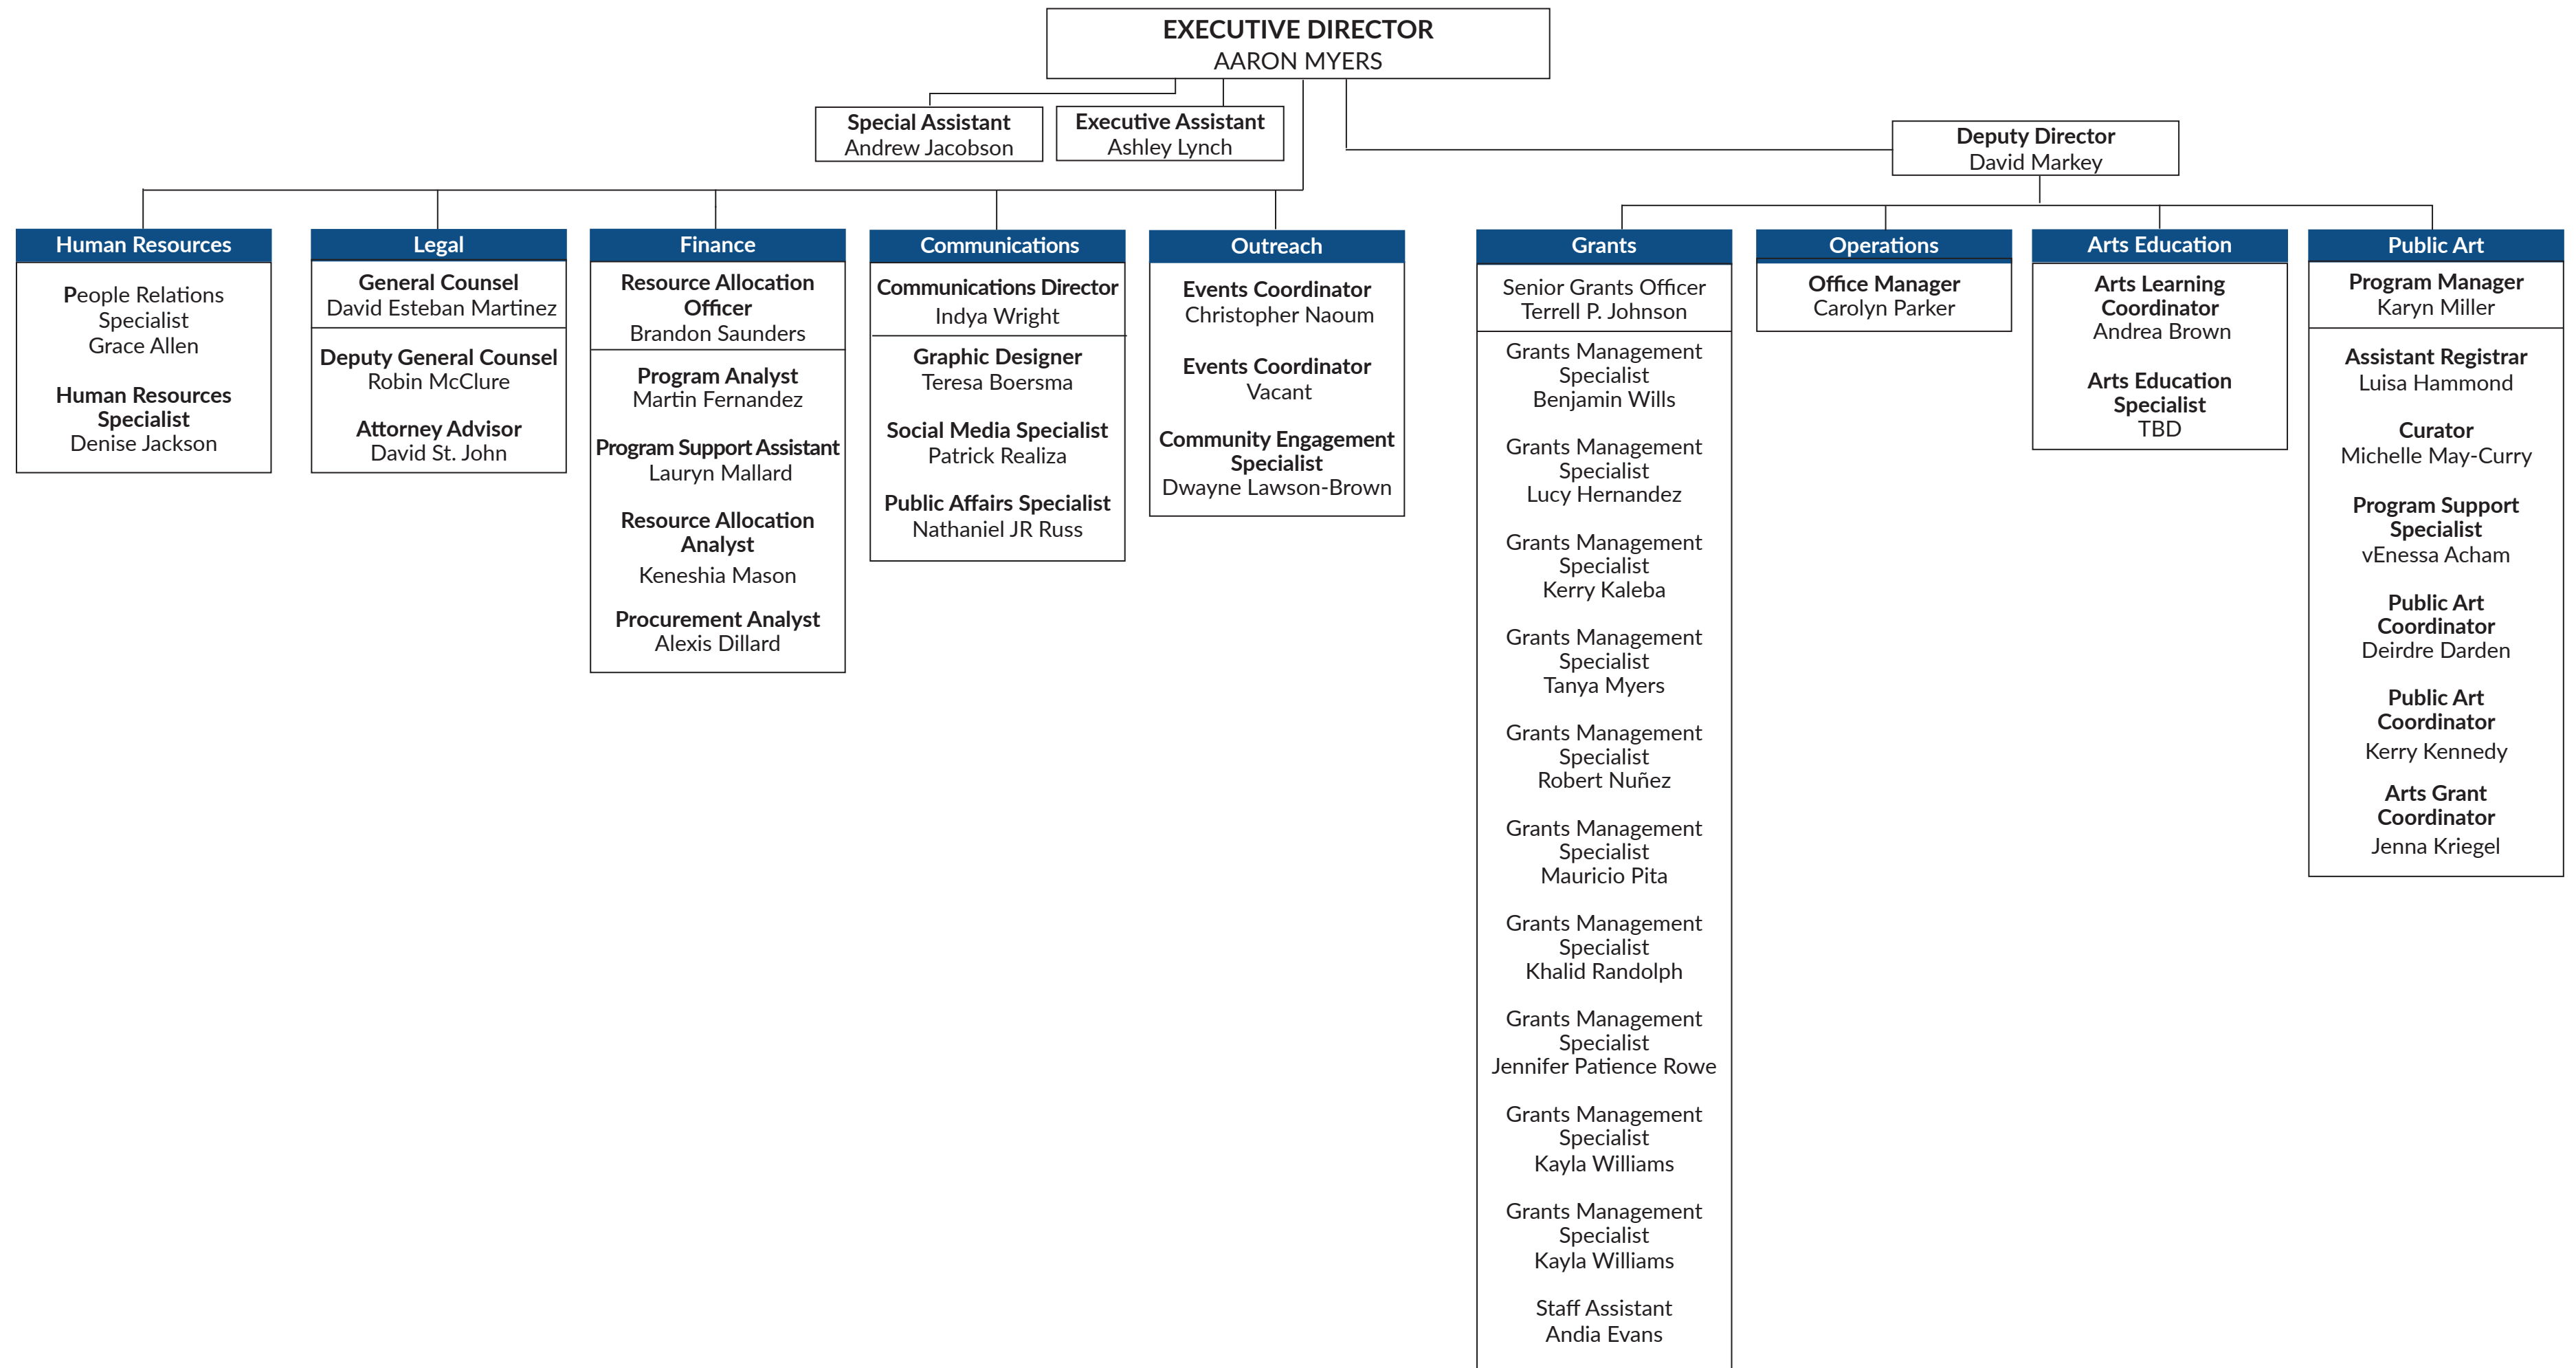 EXECUTIVE DIRECTOR
AARON MYERS
Special Assistant
Andrew Jacobson
Executive Assistant
Ashley Lynch
Deputy Director
David Markey
Human Resources
People Relations
Specialist
Grace Allen
Human Resources
Specialist
Denise Jackson
Legal
General Counsel
David Esteban Martinez
Deputy General Counsel
Robin McClure
Attorney Advisor
David St. John
Finance
Resource Allocation
Officer
Brandon Saunders
Program Analyst
Martin Fernandez
Program Support Assistant
Lauryn Mallard
Resource Allocation
Analyst
Keneshia Mason
Procurement Analyst
Alexis Dillard
Communications
Communications Director
Indya Wright
Graphic Designer
Teresa Boersma
Social Media Specialist
Patrick Realiza
Public Affairs Specialist
Nathaniel JR Russ
Outreach
Events Coordinator
Christopher Naoum
Events Coordinator
Vacant
Community Engagement
Specialist
Dwayne Lawson-Brown
Grants
Senior Grants Officer
Terrell P. Johnson
Grants Management
Specialist
Benjamin Wills
Grants Management
Specialist
Lucy Hernandez
Grants Management
Specialist
Kerry Kaleba
Grants Management
Specialist
Tanya Myers
Grants Management
Specialist
Robert Nuñez
Grants Management
Specialist
Mauricio Pita
Grants Management
Specialist
Khalid Randolph
Grants Management
Specialist
Jennifer Patience Rowe
Grants Management
Specialist
Kayla Williams
Grants Management
Specialist
Kayla Williams
Staff Assistant
Andia Evans
Operations
Office Manager
Carolyn Parker
Arts Education
Arts Learning
Coordinator
Andrea Brown
Arts Education
Specialist
TBD
Public Art
Program Manager
Karyn Miller
Assistant Registrar
Luisa Hammond
Curator
Michelle May-Curry
Program Support
Specialist
vEnessa Acham
Public Art
Coordinator
Deirdre Darden
Public Art
Coordinator
Kerry Kennedy
Arts Grant
Coordinator
Jenna Kriegel